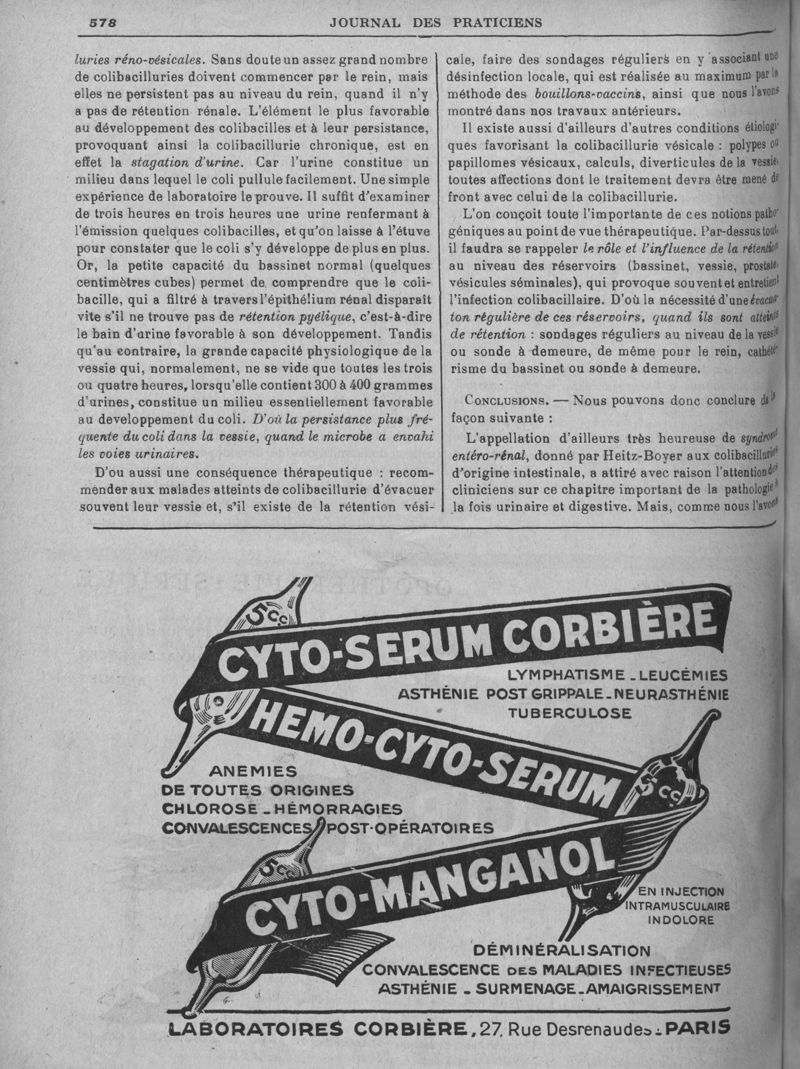 578
JOURNAL DES PRATICIENS
luries réno-vésicales. Sans doute un assez grand nombre
de colibacilluries doivent commencer par le rein, mais
elles ne persistent pas au niveau du rein, quand il n'y
a pas de rétention rénale. L'élément le plus favorable
au développement des colibacilles et à leur persistance,
provoquant ainsi la colibacillurie chronique, est en
effet la stagation d'urine. Car l'urine constitue un
milieu dans lequel le coli pullule facilement. Une simple
expérience de laboratoire le prouve. Il suffit d'examiner
de trois heures en trois heures une urine renfermant à
l'émission quelques colibacilles, et qu'on laisse à l'étuve
pour constater que le coli s'y développe de plus en plus.
Or, la petite capacité du bassinet normal (quelques
centimètres cubes) permet de comprendre que le coli-
bacille, qui a filtré à travers l'épithélium rénal disparaît
vite s'il ne trouve pas de rétention pyélique, c'est-à-dire
le bain d'urine favorable à son développement. Tandis
qu'au contraire, la grande capacité physiologique de la
vessie qui, normalement, ne se vide que toutes les trois
ou quatre heures, lorsqu'elle contient 300 à 400 grammes
d'urines, constitue un milieu essentiellement favorable
au developpement du coli. D'où la persistance plus fré-
quente du coli dans la vessie, quand le microbe a envahi
les voies urinaires.
D'ou aussi une conséquence thérapeutique : recom-
mender aux malades atteints de colibacillurie d'évacuer
souvent leur vessie et, s'il existe de la rétention vési-
cale, faire des sondages réguliers en y associant une
désinfection locale, qui est réalisée au maximum par la
méthode des bouillons-vaccins, ainsi que nous l'avons
montré dans nos travaux antérieurs.
Il existe aussi d'ailleurs d'autres conditions étiologi-
ques favorisant la colibacillurie vésicale : polypes ou
papillomes vésicaux, calculs, diverticules de la vessie,
toutes affections dont le traitement devra être mené de
front avec celui de la colibacillurie.
L'on conçoit toute l'importante de ces notions patho-
géniques au point de vue thérapeutique. Par-dessus tout,
il faudra se rappeler le rôle et l'influence de la rétention
au niveau des réservoirs (bassinet, vessie, prostate,
vésicules séminales), qui provoque souvent et entretient
l'infection colibacillaire. D'où la nécessité d'une évacua-
ton régulière de ces réservoirs, quand ils sont atteints
de rétention : sondages réguliers au niveau de la vessie
ou sonde à demeure, de même pour le rein, cathété-
risme du bassinet ou sonde à demeure.
CONCLUSIONS. — Nous pouvons donc conclure de la
façon suivante :
L'appellation d'ailleurs très heureuse de syndrome
entéro-rénal, donné par Heitz-Boyer aux colibacilluries
d'origine intestinale, a attiré avec raison l'attention des
cliniciens sur ce chapitre important de la pathologie à
la fois urinaire et digestive. Mais, comme nous l'avons
5cc
CYTO-SERUM CORBIÈRE
LYMPHATISME - LEUCÉMIES
ASTHÉNIE POST GRIPPALE - NEURASTHÉNIE
TUBERCULOSE
HEMO-CYTO-SERUM
5cc
ANEMIES
DE TOUTES ORIGINES
CHLOROSE - HÉMORRAGIES
CONVALESCENCES POST-OPÉRATOIRES
5cc
CYTO-MANGANOL
EN INJECTION
INTRAMUSCULAIRE
INDOLORE
DÉMINÉRALISATION
CONVALESCENCE DES MALADIES INFECTIEUSES
ASTHÉNIE - SURMENAGE - AMAIGRISSEMENT
LABORATOIRES CORBIÈRE, 27, Rue Desrenaudes - PARIS